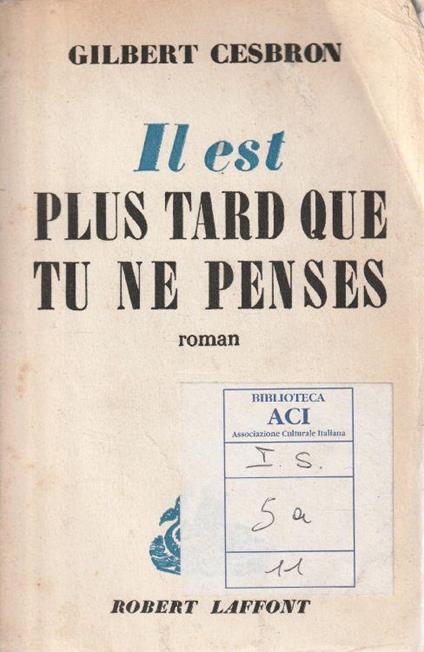 GILBERT CESBRON
Il est
PLUS TARD QUE
TU NE PENSES
roman
BIBLIOTECA
ACI
Associazione Culturale Italiana
I. S.
5 a
11
ROBERT LAFFONT